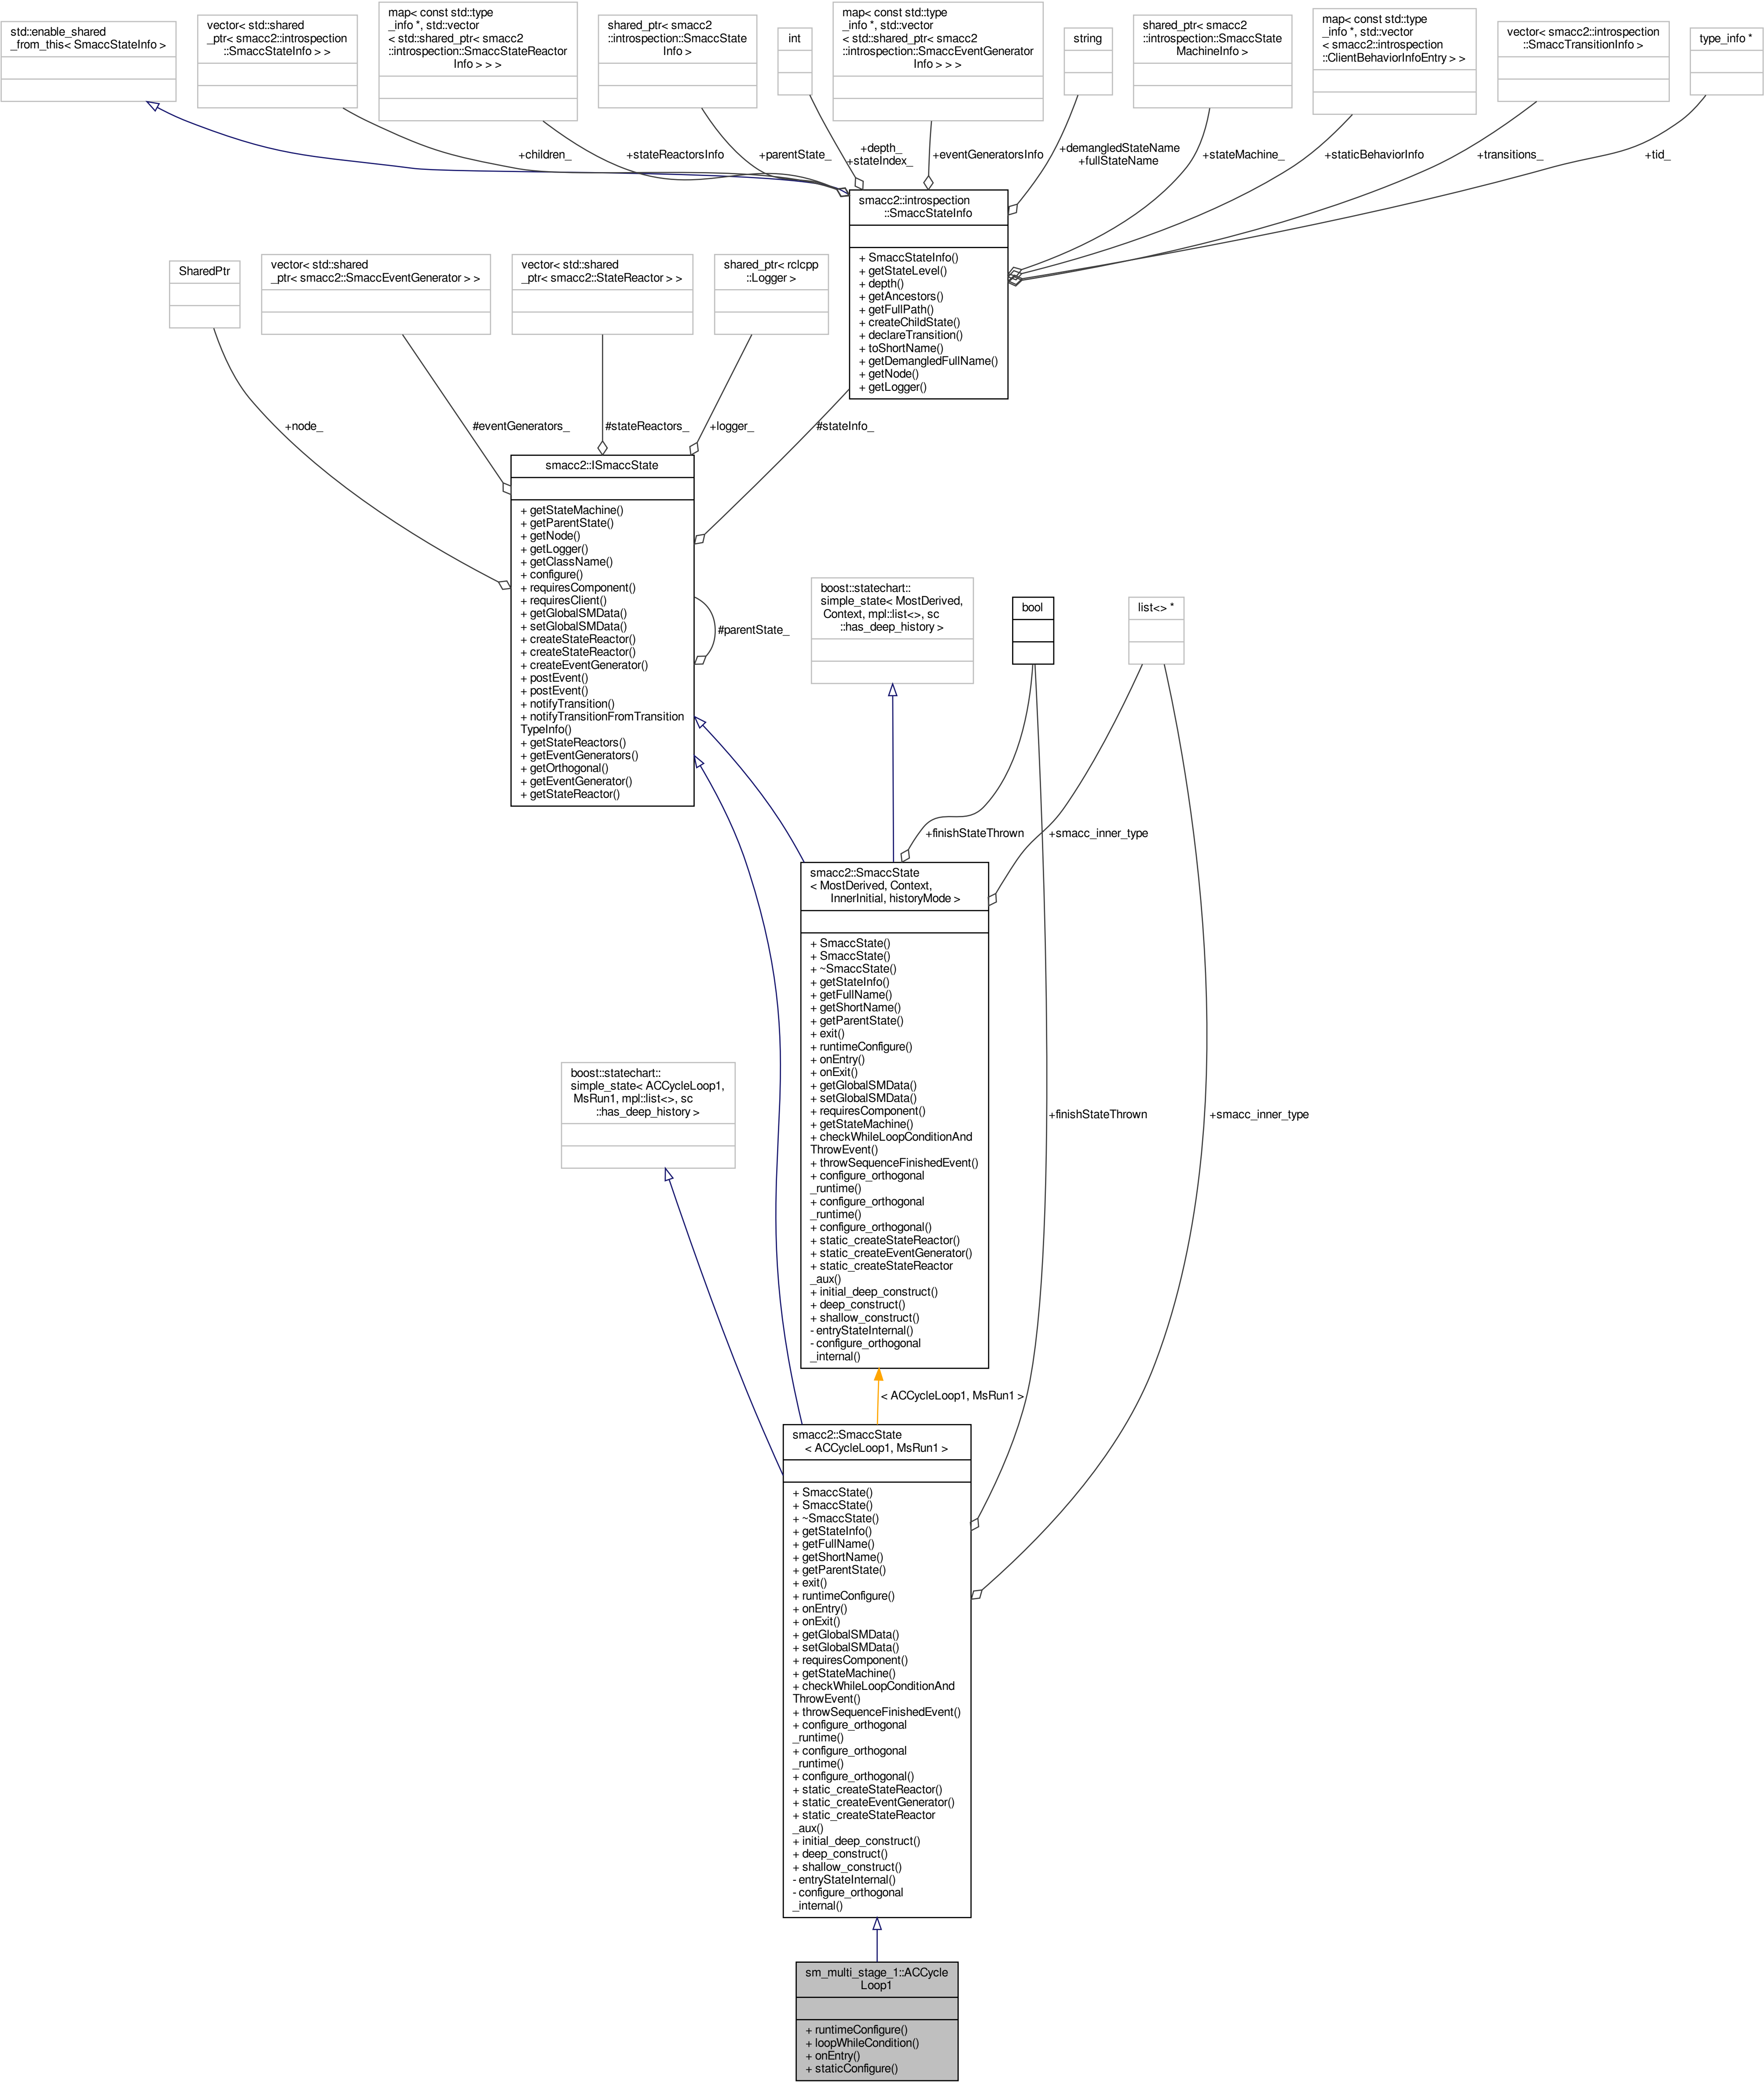 std::enable_shared
_from_this< SmaccStateInfo >
vector< std::shared
_ptr< smacc2::introspection
::SmaccStateInfo > >
map< const std::type
_info *, std::vector
< std::shared_ptr< smacc2
::introspection::SmaccStateReactor
Info > > >
shared_ptr< smacc2
::introspection::SmaccState
Info >
int
map< const std::type
_info *, std::vector
< std::shared_ptr< smacc2
::introspection::SmaccEventGenerator
Info > > >
string
shared_ptr< smacc2
::introspection::SmaccState
MachineInfo >
map< const std::type
_info *, std::vector
< smacc2::introspection
::ClientBehaviorInfoEntry > >
vector< smacc2::introspection
::SmaccTransitionInfo >
type_info *
+children_
+stateReactorsInfo
+parentState_
+depth_
+stateIndex_
+eventGeneratorsInfo
+demangledStateName
+fullStateName
+stateMachine_
+staticBehaviorInfo
+transitions_
+tid_
smacc2::introspection
::SmaccStateInfo
+ SmaccStateInfo()
+ getStateLevel()
+ depth()
+ getAncestors()
+ getFullPath()
+ createChildState()
+ declareTransition()
+ toShortName()
+ getDemangledFullName()
+ getNode()
+ getLogger()
SharedPtr
vector< std::shared
_ptr< smacc2::SmaccEventGenerator > >
vector< std::shared
_ptr< smacc2::StateReactor > >
shared_ptr< rclcpp
::Logger >
+node_
#eventGenerators_
#stateReactors_
+logger_
#stateInfo_
smacc2::ISmaccState
+ getStateMachine()
+ getParentState()
+ getNode()
+ getLogger()
+ getClassName()
+ configure()
+ requiresComponent()
+ requiresClient()
+ getGlobalSMData()
+ setGlobalSMData()
+ createStateReactor()
+ createStateReactor()
+ createEventGenerator()
+ postEvent()
+ postEvent()
+ notifyTransition()
+ notifyTransitionFromTransition
TypeInfo()
+ getStateReactors()
+ getEventGenerators()
+ getOrthogonal()
+ getEventGenerator()
+ getStateReactor()
#parentState_
boost::statechart::
simple_state< MostDerived,
Context, mpl::list<>, sc
::has_deep_history >
bool
list<> *
+finishStateThrown
+smacc_inner_type
smacc2::SmaccState
< MostDerived, Context,
InnerInitial, historyMode >
+ SmaccState()
+ SmaccState()
+ ~SmaccState()
+ getStateInfo()
+ getFullName()
+ getShortName()
+ getParentState()
+ exit()
+ runtimeConfigure()
+ onEntry()
+ onExit()
+ getGlobalSMData()
+ setGlobalSMData()
+ requiresComponent()
+ getStateMachine()
+ checkWhileLoopConditionAnd
ThrowEvent()
+ throwSequenceFinishedEvent()
+ configure_orthogonal
_runtime()
+ configure_orthogonal
_runtime()
+ configure_orthogonal()
+ static_createStateReactor()
+ static_createEventGenerator()
+ static_createStateReactor
_aux()
+ initial_deep_construct()
+ deep_construct()
+ shallow_construct()
- entryStateInternal()
- configure_orthogonal
_internal()
boost::statechart::
simple_state< ACCycleLoop1,
MsRun1, mpl::list<>, sc
::has_deep_history >
+finishStateThrown
+smacc_inner_type
< ACCycleLoop1, MsRun1 >
smacc2::SmaccState
< ACCycleLoop1, MsRun1 >
+ SmaccState()
+ SmaccState()
+ ~SmaccState()
+ getStateInfo()
+ getFullName()
+ getShortName()
+ getParentState()
+ exit()
+ runtimeConfigure()
+ onEntry()
+ onExit()
+ getGlobalSMData()
+ setGlobalSMData()
+ requiresComponent()
+ getStateMachine()
+ checkWhileLoopConditionAnd
ThrowEvent()
+ throwSequenceFinishedEvent()
+ configure_orthogonal
_runtime()
+ configure_orthogonal
_runtime()
+ configure_orthogonal()
+ static_createStateReactor()
+ static_createEventGenerator()
+ static_createStateReactor
_aux()
+ initial_deep_construct()
+ deep_construct()
+ shallow_construct()
- entryStateInternal()
- configure_orthogonal
_internal()
sm_multi_stage_1::ACCycle
Loop1
+ runtimeConfigure()
+ loopWhileCondition()
+ onEntry()
+ staticConfigure()